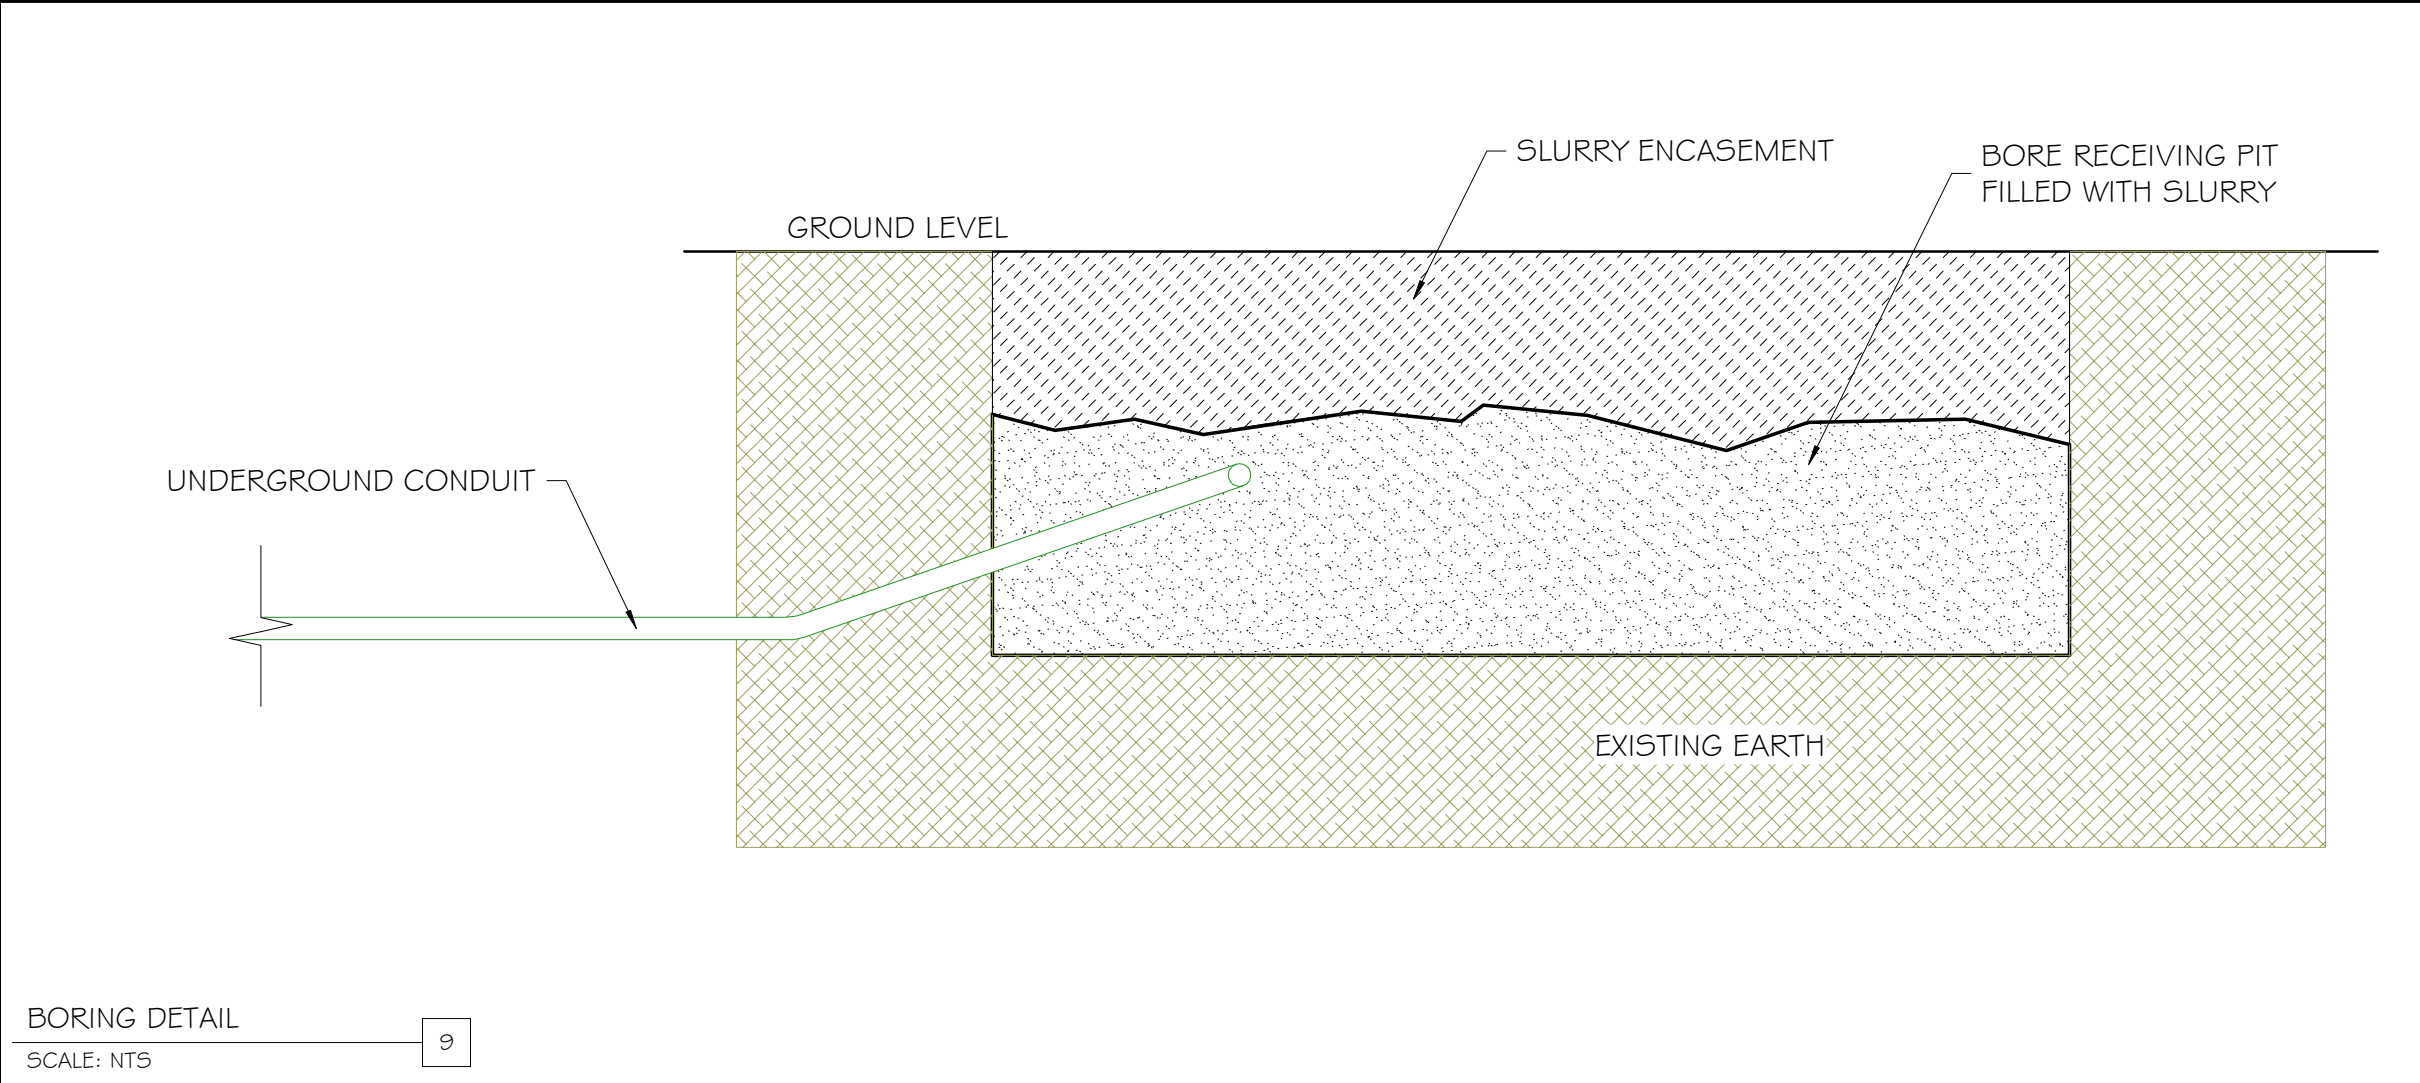 SLURRY ENCASEMENT
BORE RECEIVING PIT
FILLED WITH SLURRY
GROUND LEVEL
UNDERGROUND CONDUIT
EXISTING EARTH
BORING DETAIL
9
SCALE: NTS